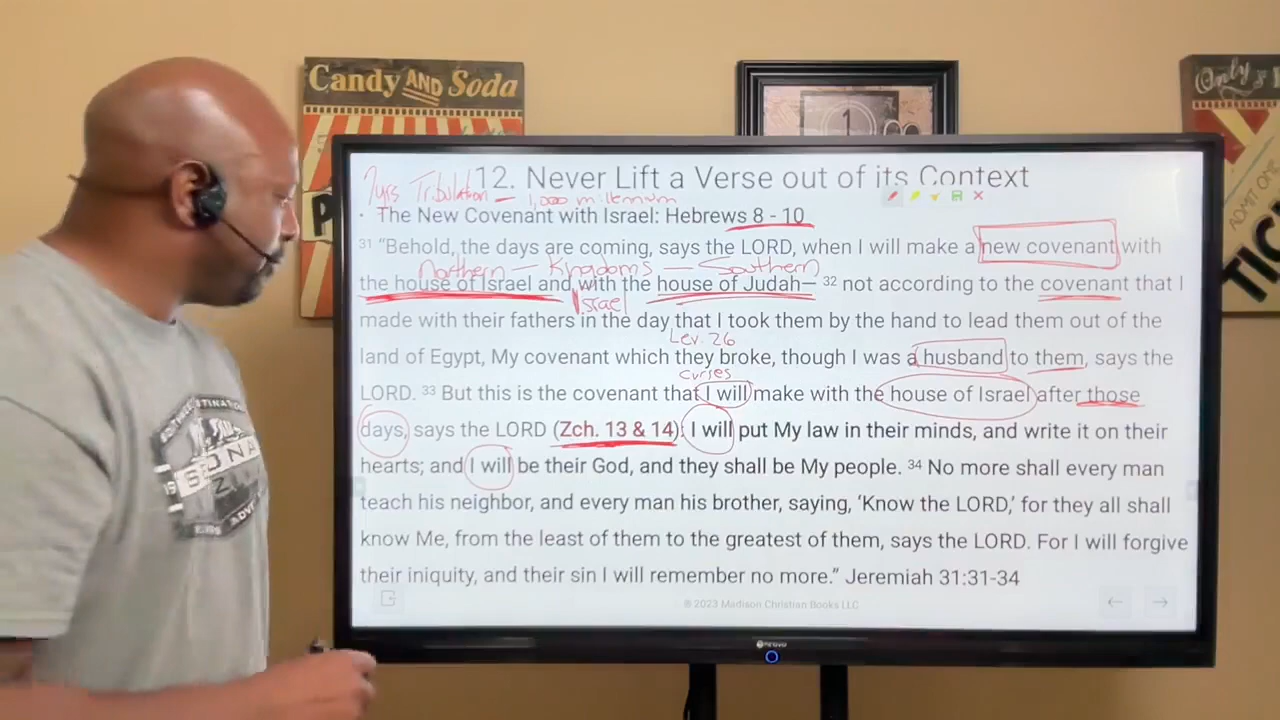 Candy AND Soda
Only
ADMIT ONE
TIC
1
12. Never Lift a Verse out of its Context
7yrs Tribulation — 1,000 millennium
• The New Covenant with Israel: Hebrews 8 - 10
31 “Behold, the days are coming, says the LORD, when I will make a new covenant with
Northern — Kingdoms — Southern
the house of Israel and with the house of Judah— 32 not according to the covenant that I
Israel
made with their fathers in the day that I took them by the hand to lead them out of the
Lev. 26
land of Egypt, My covenant which they broke, though I was a husband to them, says the
curses
LORD. 33 But this is the covenant that I will make with the house of Israel after those
days, says the LORD (Zch. 13 & 14): I will put My law in their minds, and write it on their
hearts; and I will be their God, and they shall be My people. 34 No more shall every man
teach his neighbor, and every man his brother, saying, ‘Know the LORD,’ for they all shall
know Me, from the least of them to the greatest of them, says the LORD. For I will forgive
their iniquity, and their sin I will remember no more.” Jeremiah 31:31-34
© 2023 Madison Christian Books LLC